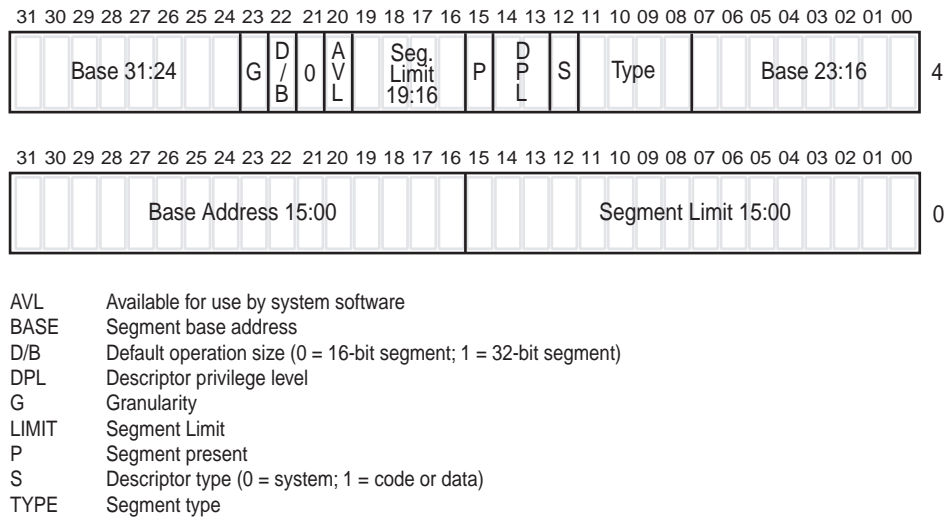 31 30 29 28 27 26 25 24 23 22 21 20 19 18 17 16 15 14 13 12 11 10 09 08 07 06 05 04 03 02 01 00
Base 31:24 G D/B 0 AVL Seg. Limit 19:16 P DPL S Type Base 23:16 4
31 30 29 28 27 26 25 24 23 22 21 20 19 18 17 16 15 14 13 12 11 10 09 08 07 06 05 04 03 02 01 00
Base Address 15:00 Segment Limit 15:00 0
AVL Available for use by system software
BASE Segment base address
D/B Default operation size (0 = 16-bit segment; 1 = 32-bit segment)
DPL Descriptor privilege level
G Granularity
LIMIT Segment Limit
P Segment present
S Descriptor type (0 = system; 1 = code or data)
TYPE Segment type